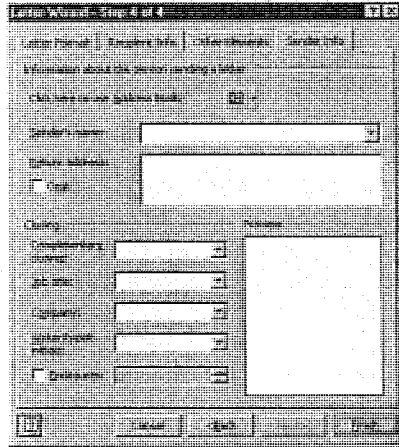 Letter Wizard - Step 4 of 4
Letter Format Recipient Info Other Elements Sender Info
Information about the person sending a letter
Click here to use Address Book:
Sender's name:
Return address:
Omit
Closing
Preview
Complimentary
closing:
Job title:
Company:
Writer/typist
initials:
Enclosures:
Cancel <Back Finish